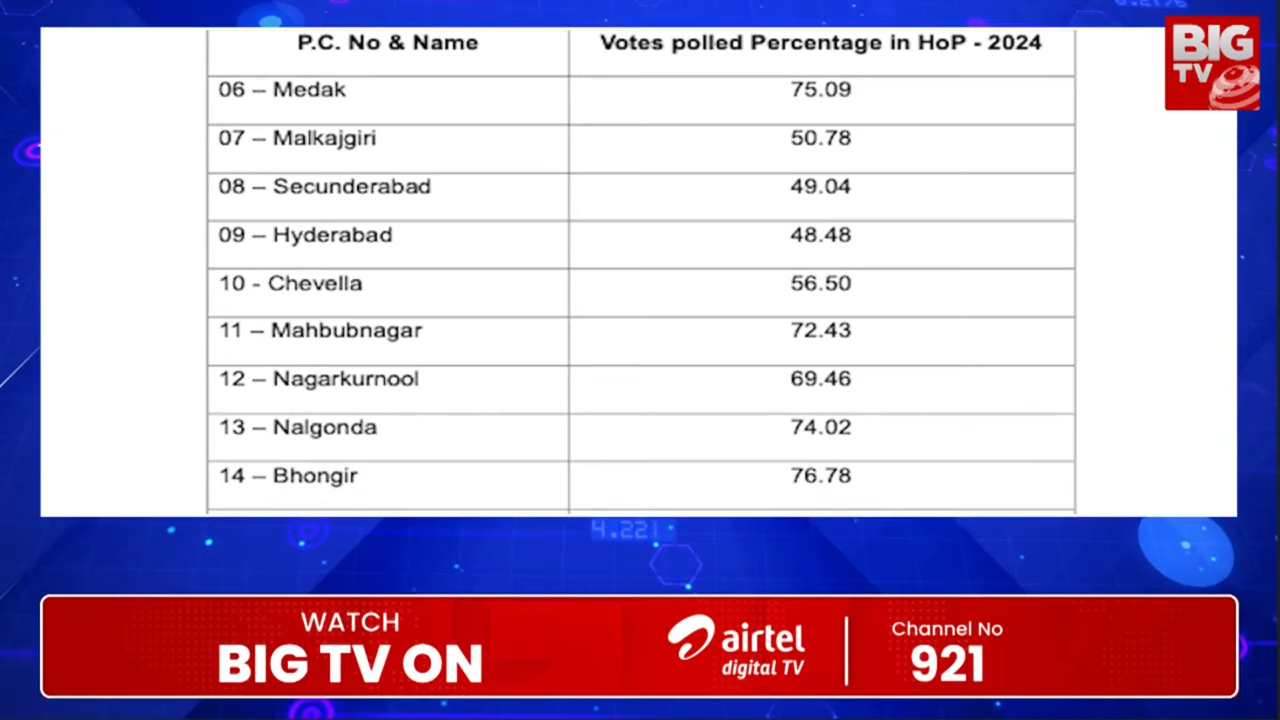 P.C. No & Name Votes polled Percentage in HoP - 2024
06 – Medak 75.09
07 – Malkajgiri 50.78
08 – Secunderabad 49.04
09 – Hyderabad 48.48
10 - Chevella 56.50
11 – Mahbubnagar 72.43
12 – Nagarkurnool 69.46
13 – Nalgonda 74.02
14 – Bhongir 76.78
BIG
TV
4.221
WATCH
BIG TV ON
airtel
digital TV
Channel No
921